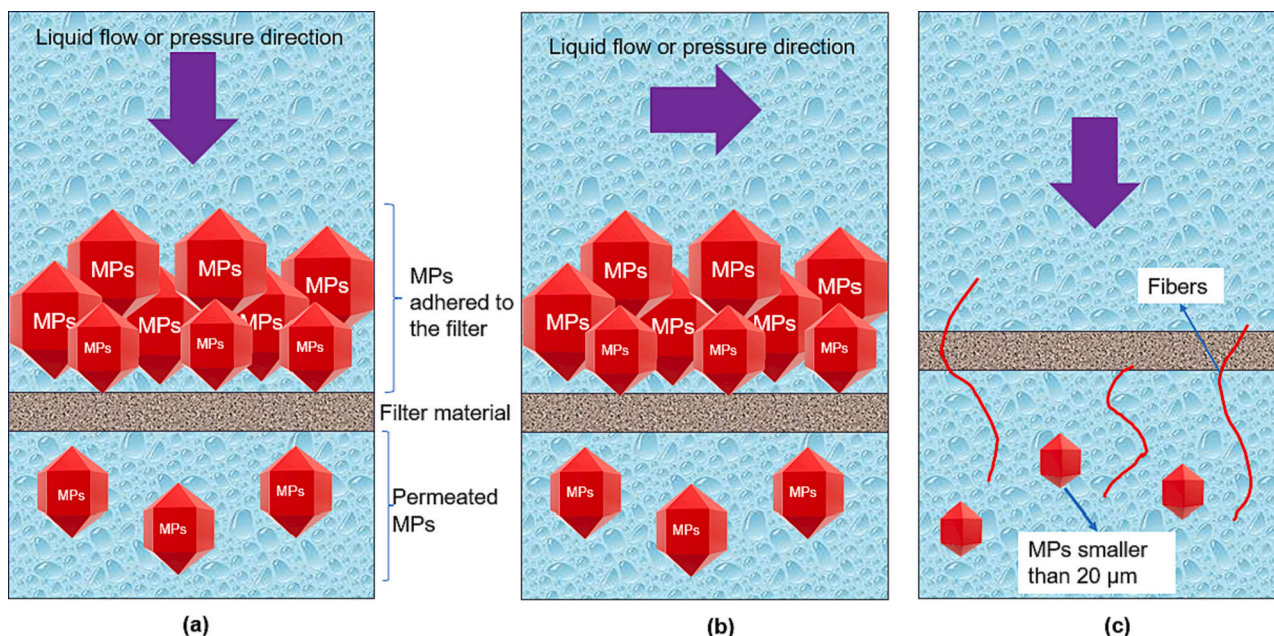 Liquid flow or pressure direction
MPs
MPs
MPs
MPs
MPs
MPs
MPs
MPs
MPs
MPs
adhered to
the filter
Filter material
MPs
MPs
MPs
Permeated
MPs
(a)
Liquid flow or pressure direction
MPs
MPs
MPs
MPs
MPs
MPs
MPs
MPs
MPs
MPs
MPs
MPs
(b)
Fibers
MPs smaller
than 20 µm
(c)